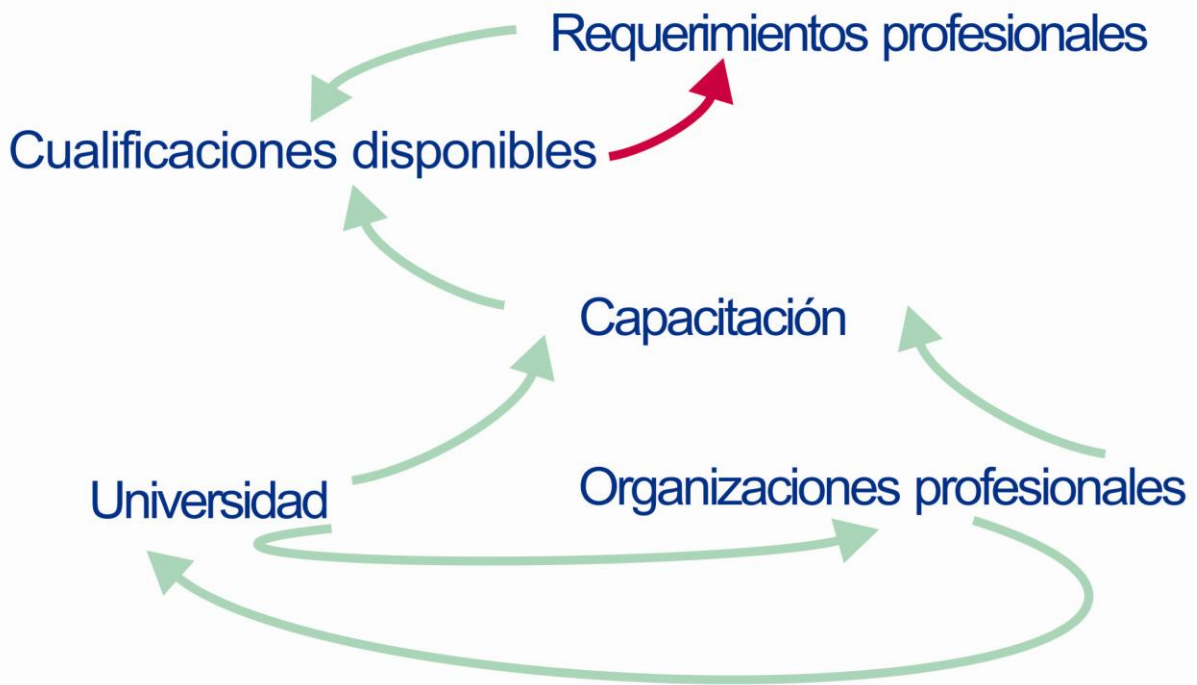 Requerimientos profesionales
Cualificaciones disponibles
Capacitación
Universidad
Organizaciones profesionales